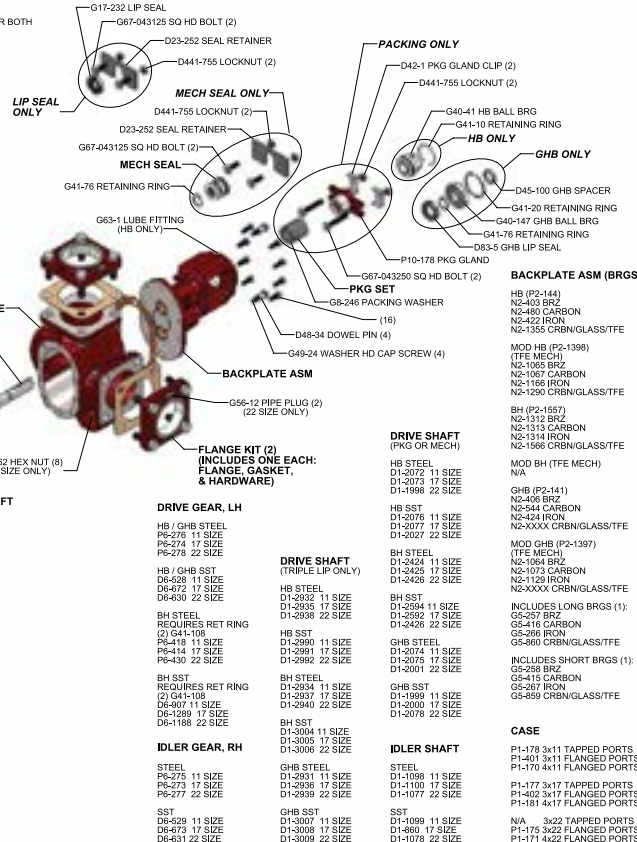 G17-232 LIP SEAL
R BOTH
G67-043125 SQ HD BOLT (2)
D23-252 SEAL RETAINER
D441-755 LOCKNUT (2)
LIP SEAL
ONLY
MECH SEAL ONLY
D441-755 LOCKNUT (2)
D23-252 SEAL RETAINER
G67-043125 SQ HD BOLT (2)
MECH SEAL
G41-76 RETAINING RING
G63-1 LUBE FITTING
(HB ONLY)
PACKING ONLY
D42-1 PKG GLAND CLIP (2)
D441-755 LOCKNUT (2)
G40-41 HB BALL BRG
G41-10 RETAINING RING
HB ONLY
GHB ONLY
D45-100 GHB SPACER
G41-20 RETAINING RING
G40-147 GHB BALL BRG
G41-76 RETAINING RING
D83-5 GHB LIP SEAL
P10-178 PKG GLAND
G67-043250 SQ HD BOLT (2)
PKG SET
G8-246 PACKING WASHER
(16)
D48-34 DOWEL PIN (4)
G49-24 WASHER HD CAP SCREW (4)
E
BACKPLATE ASM
G56-12 PIPE PLUG (2)
(22 SIZE ONLY)
FLANGE KIT (2)
(INCLUDES ONE EACH:
FLANGE, GASKET,
& HARDWARE)
62 HEX NUT (8)
SIZE ONLY)
AFT
DRIVE GEAR, LH
HB / GHB STEEL
P6-276 11 SIZE
P6-274 17 SIZE
P6-278 22 SIZE
HB / GHB SST
D6-528 11 SIZE
D6-672 17 SIZE
D6-630 22 SIZE
BH STEEL
REQUIRES RET RING
(2) G41-108
P6-418 11 SIZE
P6-414 17 SIZE
P6-430 22 SIZE
BH SST
REQUIRES RET RING
(2) G41-108
D6-907 11 SIZE
D6-1289 17 SIZE
D6-1188 22 SIZE
IDLER GEAR, RH
STEEL
P6-275 11 SIZE
P6-273 17 SIZE
P6-277 22 SIZE
SST
D6-529 11 SIZE
D6-673 17 SIZE
D6-631 22 SIZE
DRIVE SHAFT
(TRIPLE LIP ONLY)
HB STEEL
D1-2932 11 SIZE
D1-2935 17 SIZE
D1-2938 22 SIZE
HB SST
D1-2990 11 SIZE
D1-2991 17 SIZE
D1-2992 22 SIZE
BH STEEL
D1-2934 11 SIZE
D1-2937 17 SIZE
D1-2940 22 SIZE
BH SST
D1-3004 11 SIZE
D1-3005 17 SIZE
D1-3006 22 SIZE
GHB STEEL
D1-2931 11 SIZE
D1-2936 17 SIZE
D1-2939 22 SIZE
GHB SST
D1-3007 11 SIZE
D1-3008 17 SIZE
D1-3009 22 SIZE
DRIVE SHAFT
(PKG OR MECH)
HB STEEL
D1-2072 11 SIZE
D1-2073 17 SIZE
D1-1998 22 SIZE
HB SST
D1-2076 11 SIZE
D1-2077 17 SIZE
D1-2027 22 SIZE
BH STEEL
D1-2424 11 SIZE
D1-2425 17 SIZE
D1-2426 22 SIZE
BH SST
D1-2594 11 SIZE
D1-2592 17 SIZE
D1-2426 22 SIZE
GHB STEEL
D1-2074 11 SIZE
D1-2075 17 SIZE
D1-2001 22 SIZE
GHB SST
D1-1999 11 SIZE
D1-2000 17 SIZE
D1-2078 22 SIZE
IDLER SHAFT
STEEL
D1-1098 11 SIZE
D1-1100 17 SIZE
D1-1077 22 SIZE
SST
D1-1099 11 SIZE
D1-860 17 SIZE
D1-1078 22 SIZE
BACKPLATE ASM (BRGS
HB (P2-144)
N2-403 BRZ
N2-480 CARBON
N2-422 IRON
N2-1355 CRBN/GLASS/TFE
MOD HB (P2-1398)
(TFE MECH)
N2-1065 BRZ
N2-1067 CARBON
N2-1166 IRON
N2-1290 CRBN/GLASS/TFE
BH (P2-1557)
N2-1312 BRZ
N2-1313 CARBON
N2-1314 IRON
N2-1566 CRBN/GLASS/TFE
MOD BH (TFE MECH)
N/A
GHB (P2-141)
N2-406 BRZ
N2-544 CARBON
N2-424 IRON
N2-XXXX CRBN/GLASS/TFE
MOD GHB (P2-1397)
(TFE MECH)
N2-1064 BRZ
N2-1073 CARBON
N2-1129 IRON
N2-XXXX CRBN/GLASS/TFE
INCLUDES LONG BRGS (1):
G5-257 BRZ
G5-416 CARBON
G5-266 IRON
G5-860 CRBN/GLASS/TFE
INCLUDES SHORT BRGS (1):
G5-258 BRZ
G5-415 CARBON
G5-267 IRON
G5-859 CRBN/GLASS/TFE
CASE
P1-178 3x11 TAPPED PORTS
P1-401 3x11 FLANGED PORTS
P1-170 4x11 FLANGED PORTS
P1-177 3x17 TAPPED PORTS
P1-402 3x17 FLANGED PORTS
P1-181 4x17 FLANGED PORTS
N/A 3x22 TAPPED PORTS
P1-175 3x22 FLANGED PORTS
P1-171 4x22 FLANGED PORTS